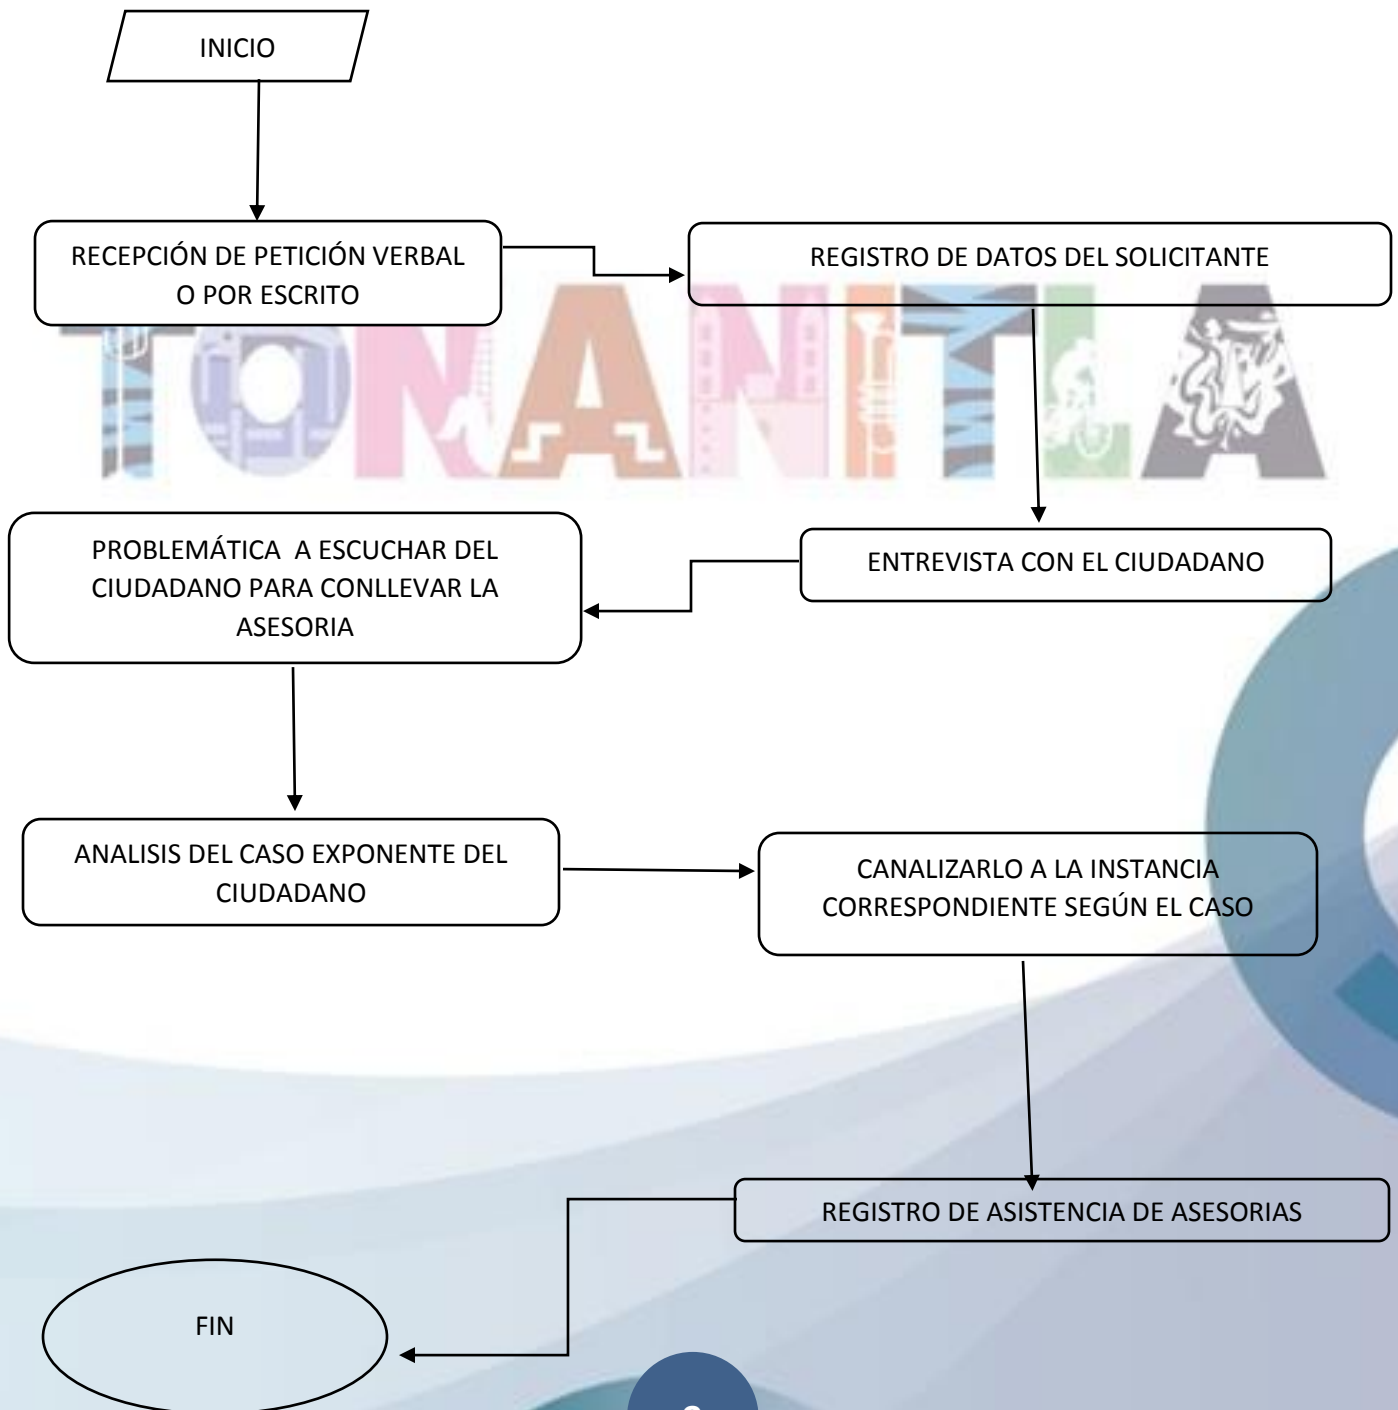 INICIO
RECEPCIÓN DE PETICIÓN VERBAL
O POR ESCRITO
REGISTRO DE DATOS DEL SOLICITANTE
TONANITLA
ENTREVISTA CON EL CIUDADANO
PROBLEMÁTICA A ESCUCHAR DEL
CIUDADANO PARA CONLLEVAR LA
ASESORIA
ANALISIS DEL CASO EXPONENTE DEL
CIUDADANO
CANALIZARLO A LA INSTANCIA
CORRESPONDIENTE SEGÚN EL CASO
REGISTRO DE ASISTENCIA DE ASESORIAS
FIN